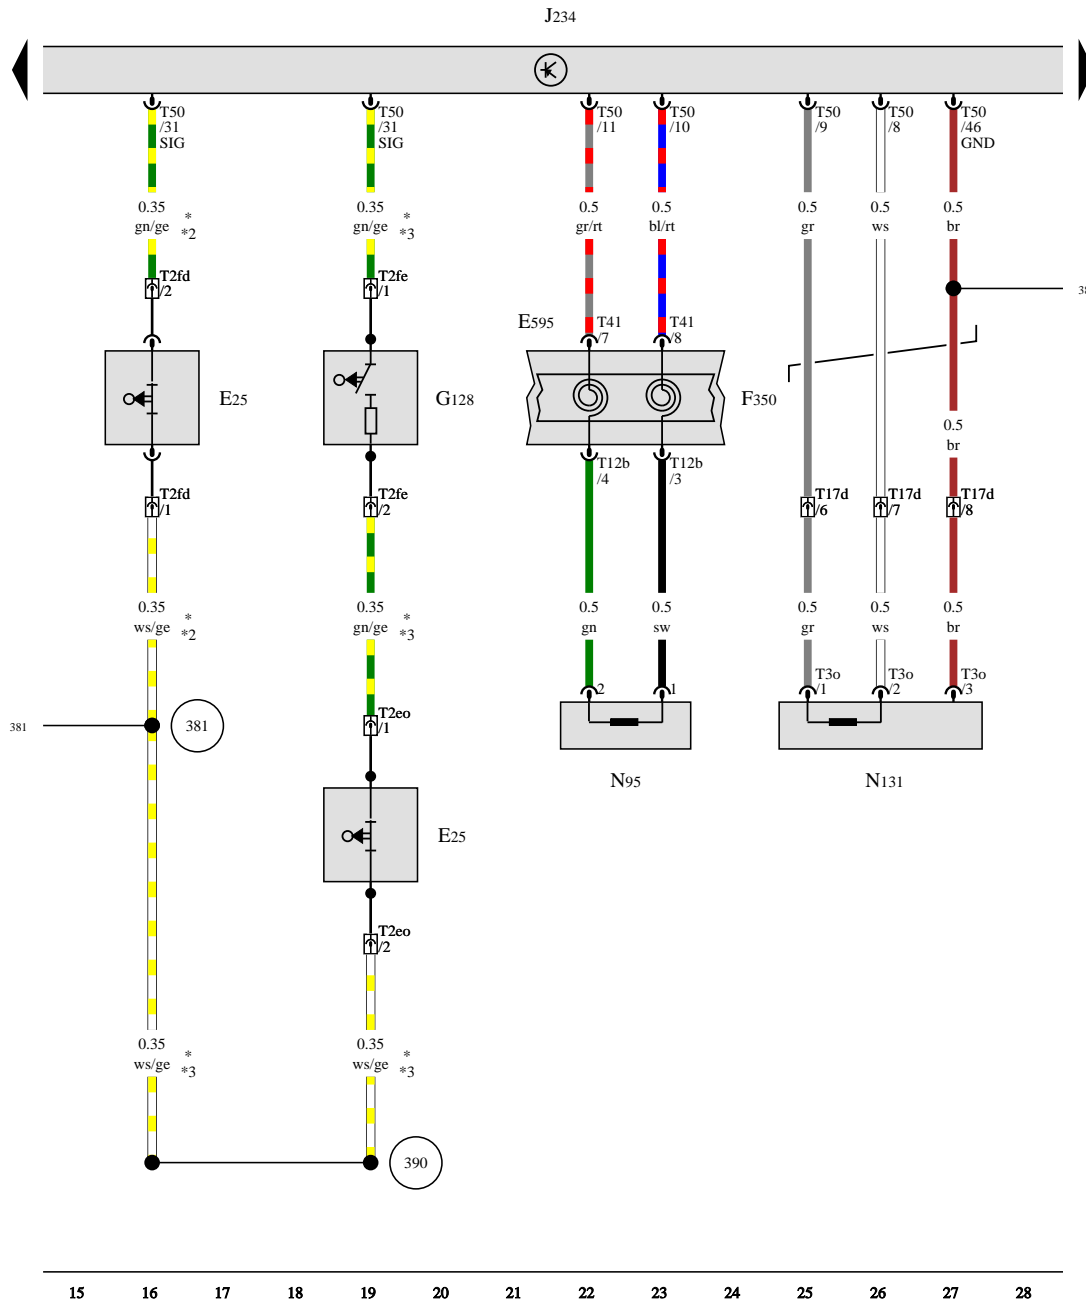 J234
T50 T50 T50 T50 T50 T50 T50
/31 /31 /11 /10 /9 /8 /46
SIG SIG GND
0.35 0.35 0.5 0.5 0.5 0.5 0.5
* *
gn/ge gn/ge gr/rt bl/rt gr ws br
*2 *3
T2fd T2fe
/2 /1
E595 T41 T41
/7 /8
E25 G128 F350
0.5
br
T12b T12b
/4 /3
T2fd T2fe T17d T17d T17d
/1 /2 /6 /7 /8
0.35 0.35 0.5 0.5 0.5 0.5 0.5
* *
ws/ge gn/ge gn sw gr ws br
*2 *3
T3o T3o T3o
2 1 /1 /2 /3
T2eo
381 381 /1
N95 N131
E25
T2eo
/2
0.35 0.35
* *
ws/ge ws/ge
*3 *3
390
15 16 17 18 19 20 21 22 23 24 25 26 27 28